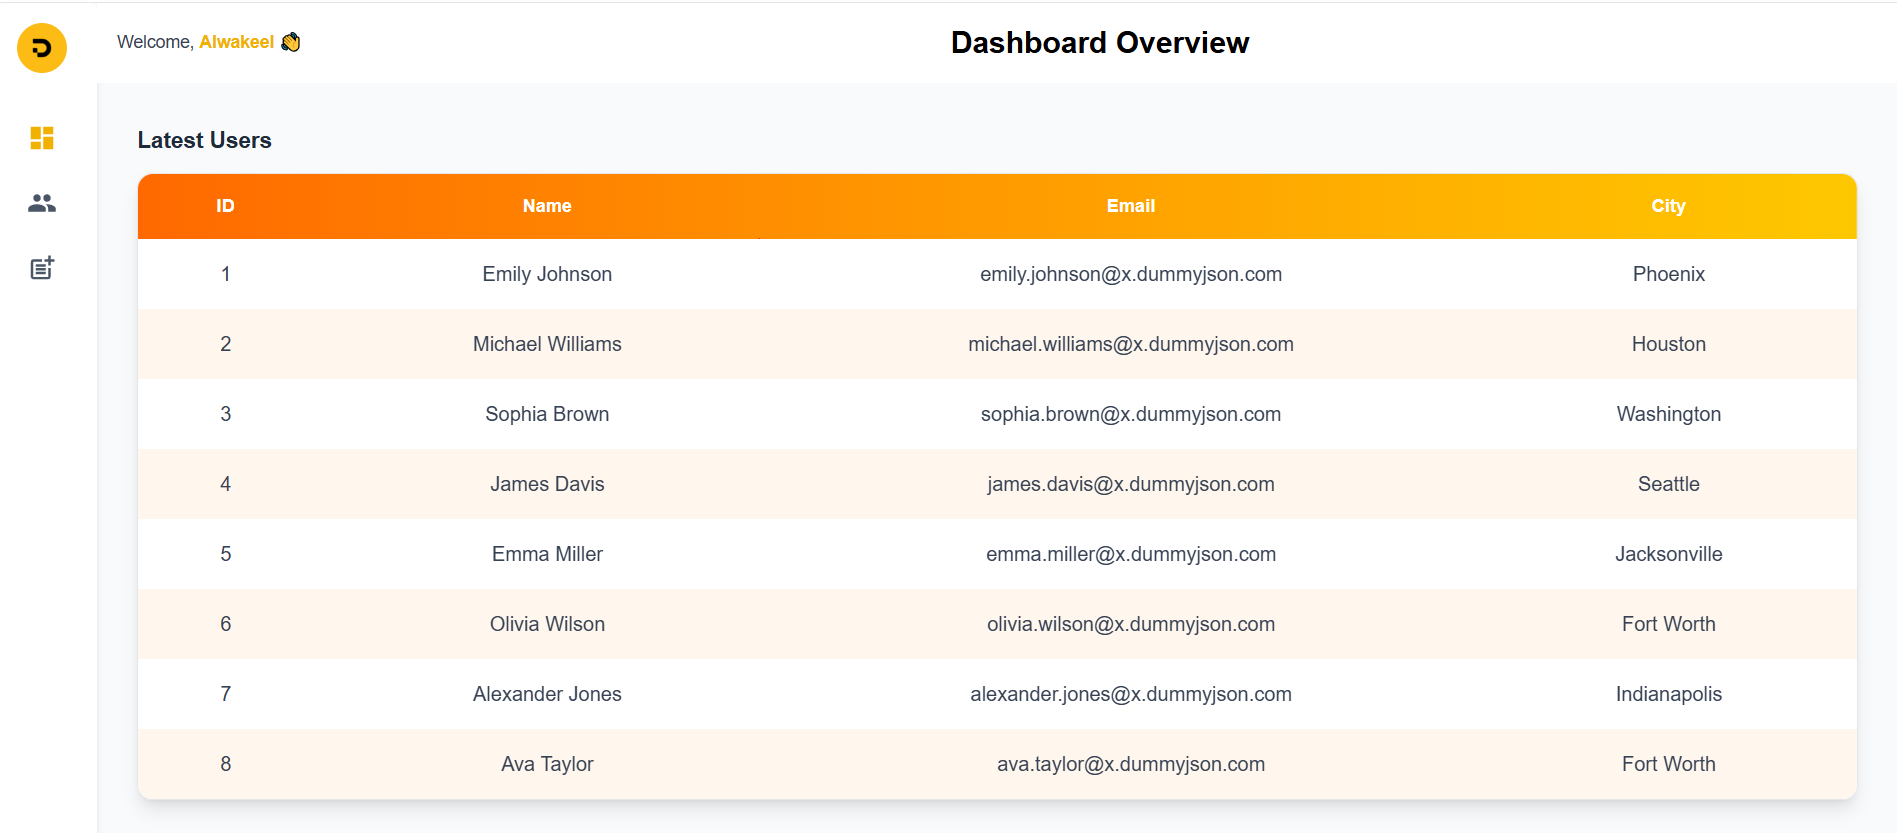 Welcome, Alwakeel 👋
Dashboard Overview
Latest Users
ID Name Email City
1 Emily Johnson emily.johnson@x.dummyjson.com Phoenix
2 Michael Williams michael.williams@x.dummyjson.com Houston
3 Sophia Brown sophia.brown@x.dummyjson.com Washington
4 James Davis james.davis@x.dummyjson.com Seattle
5 Emma Miller emma.miller@x.dummyjson.com Jacksonville
6 Olivia Wilson olivia.wilson@x.dummyjson.com Fort Worth
7 Alexander Jones alexander.jones@x.dummyjson.com Indianapolis
8 Ava Taylor ava.taylor@x.dummyjson.com Fort Worth